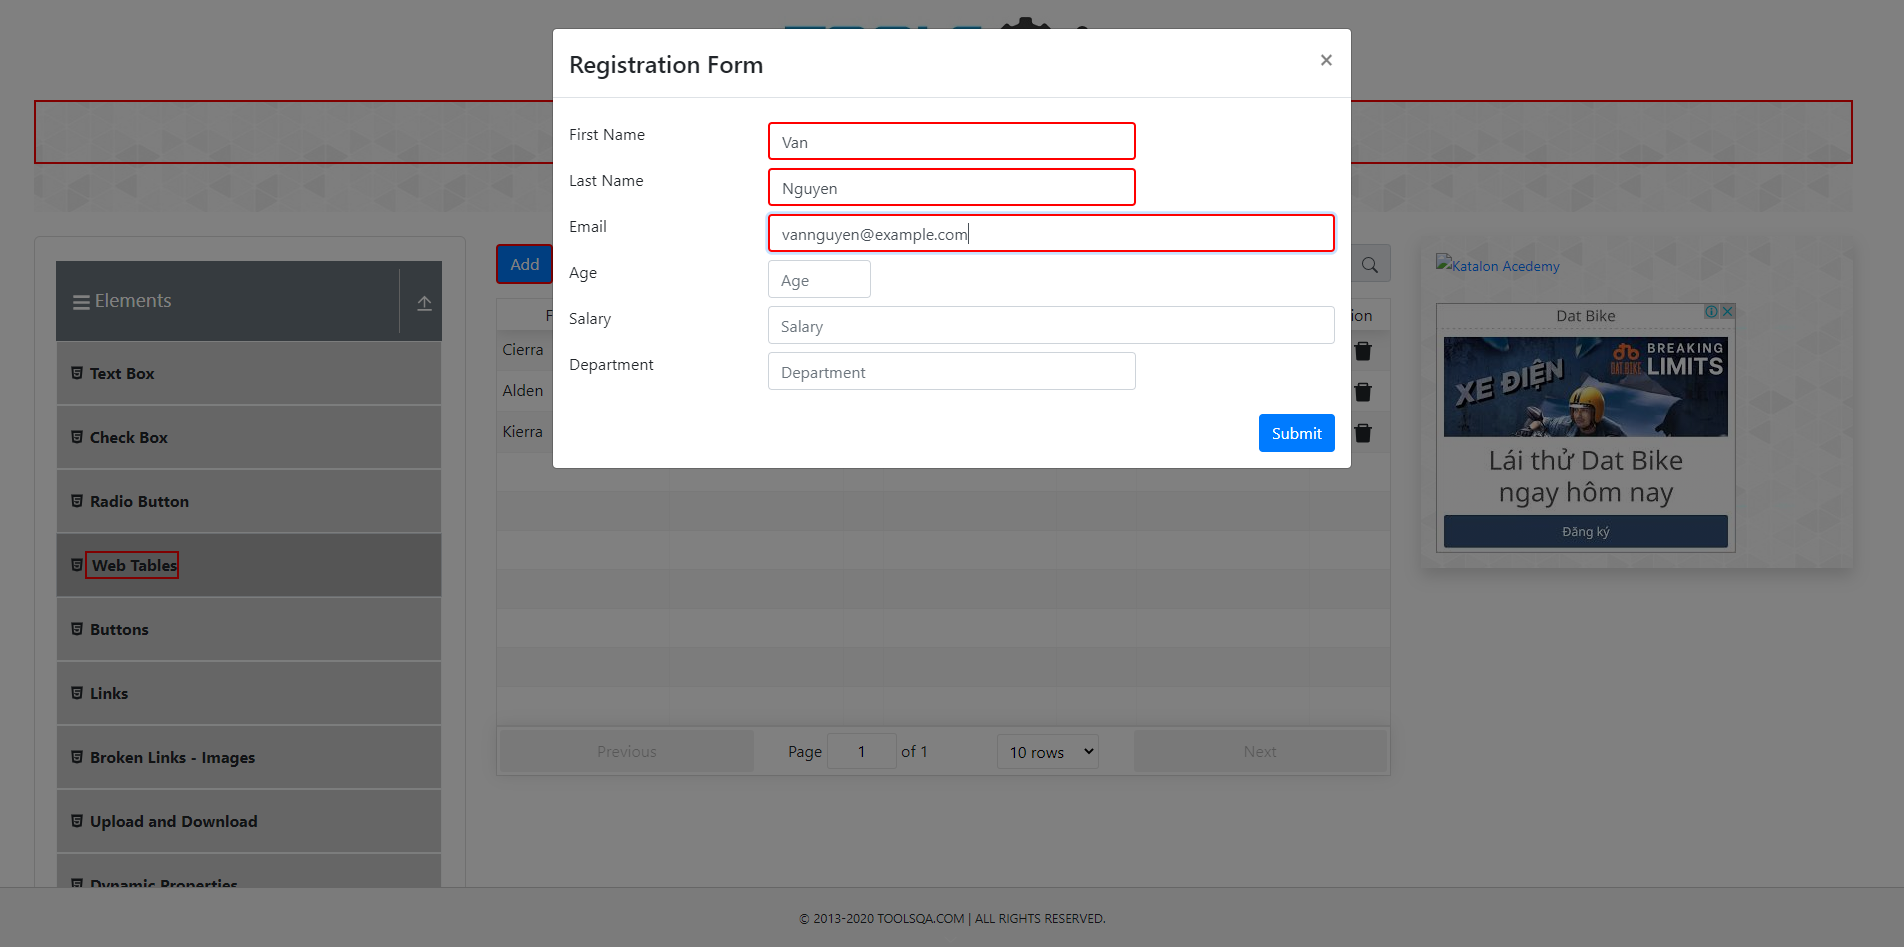 Registration Form
×
First Name
Van
Last Name
Nguyen
Email
vannguyen@example.com
Age
Age
Salary
Salary
Department
Department
Submit
Elements
Text Box
Check Box
Radio Button
Web Tables
Buttons
Links
Broken Links - Images
Upload and Download
Dynamic Properties
Add
F
ion
Cierra
Alden
Kierra
Previous
Page 1 of 1
10 rows
Next
Katalon Acedemy
Dat Bike
XE ĐIỆN
DAT BIKE
BREAKING
LIMITS
Lái thử Dat Bike
ngay hôm nay
Đăng ký
© 2013-2020 TOOLSQA.COM | ALL RIGHTS RESERVED.